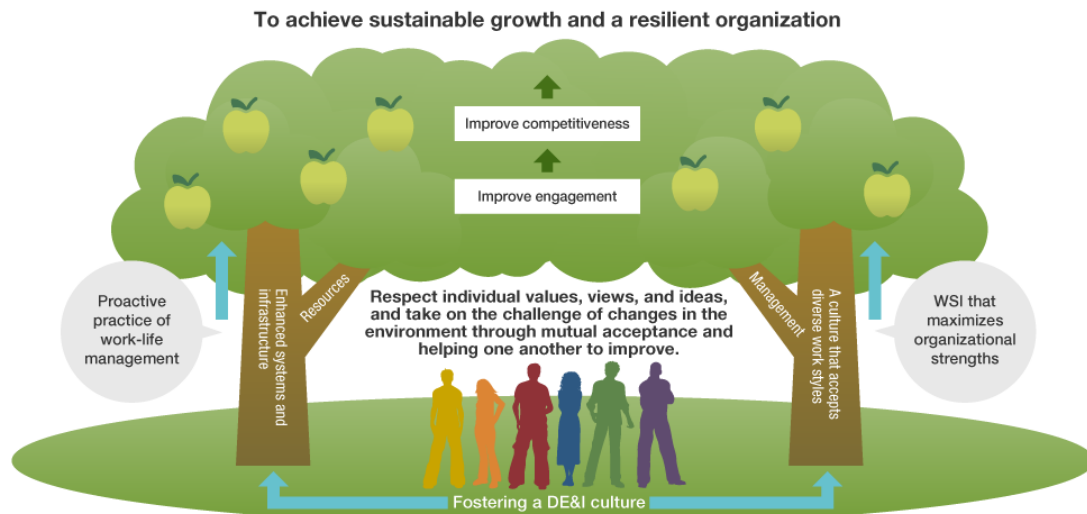 To achieve sustainable growth and a resilient organization
Improve competitiveness
Improve engagement
Proactive
practice of
work-life
management
Enhanced systems and
infrastructure
Resources
Respect individual values, views, and ideas,
and take on the challenge of changes in the
environment through mutual acceptance and
helping one another to improve.
Management
A culture that accepts
diverse work styles
WSI that
maximizes
organizational
strengths
Fostering a DE&I culture